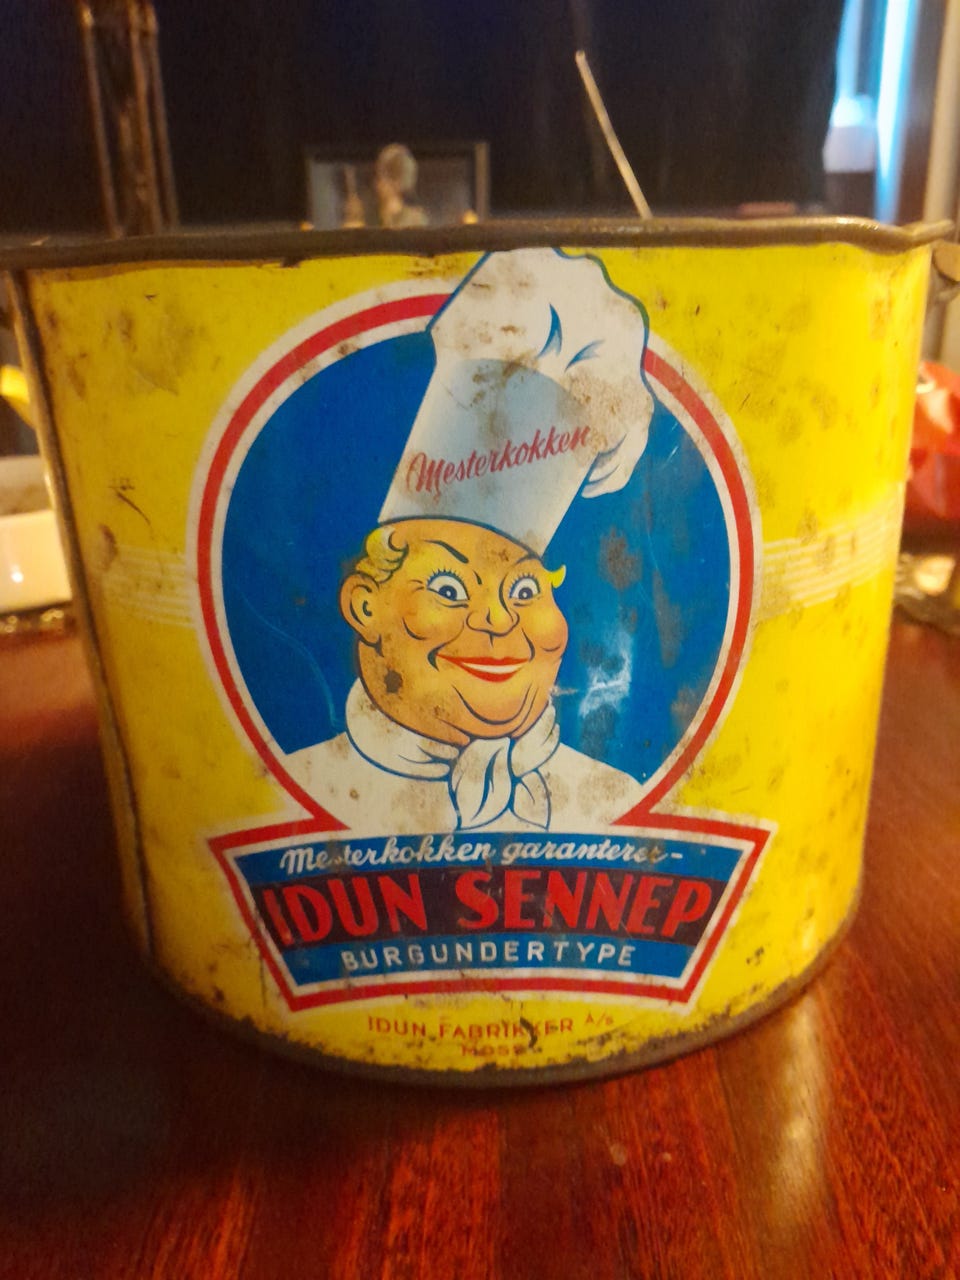 Mesterkokken
Mesterkokken garanterer-
IDUN SENNEP
BURGUNDERTYPE
IDUN FABRIKKER A/S
MOSS